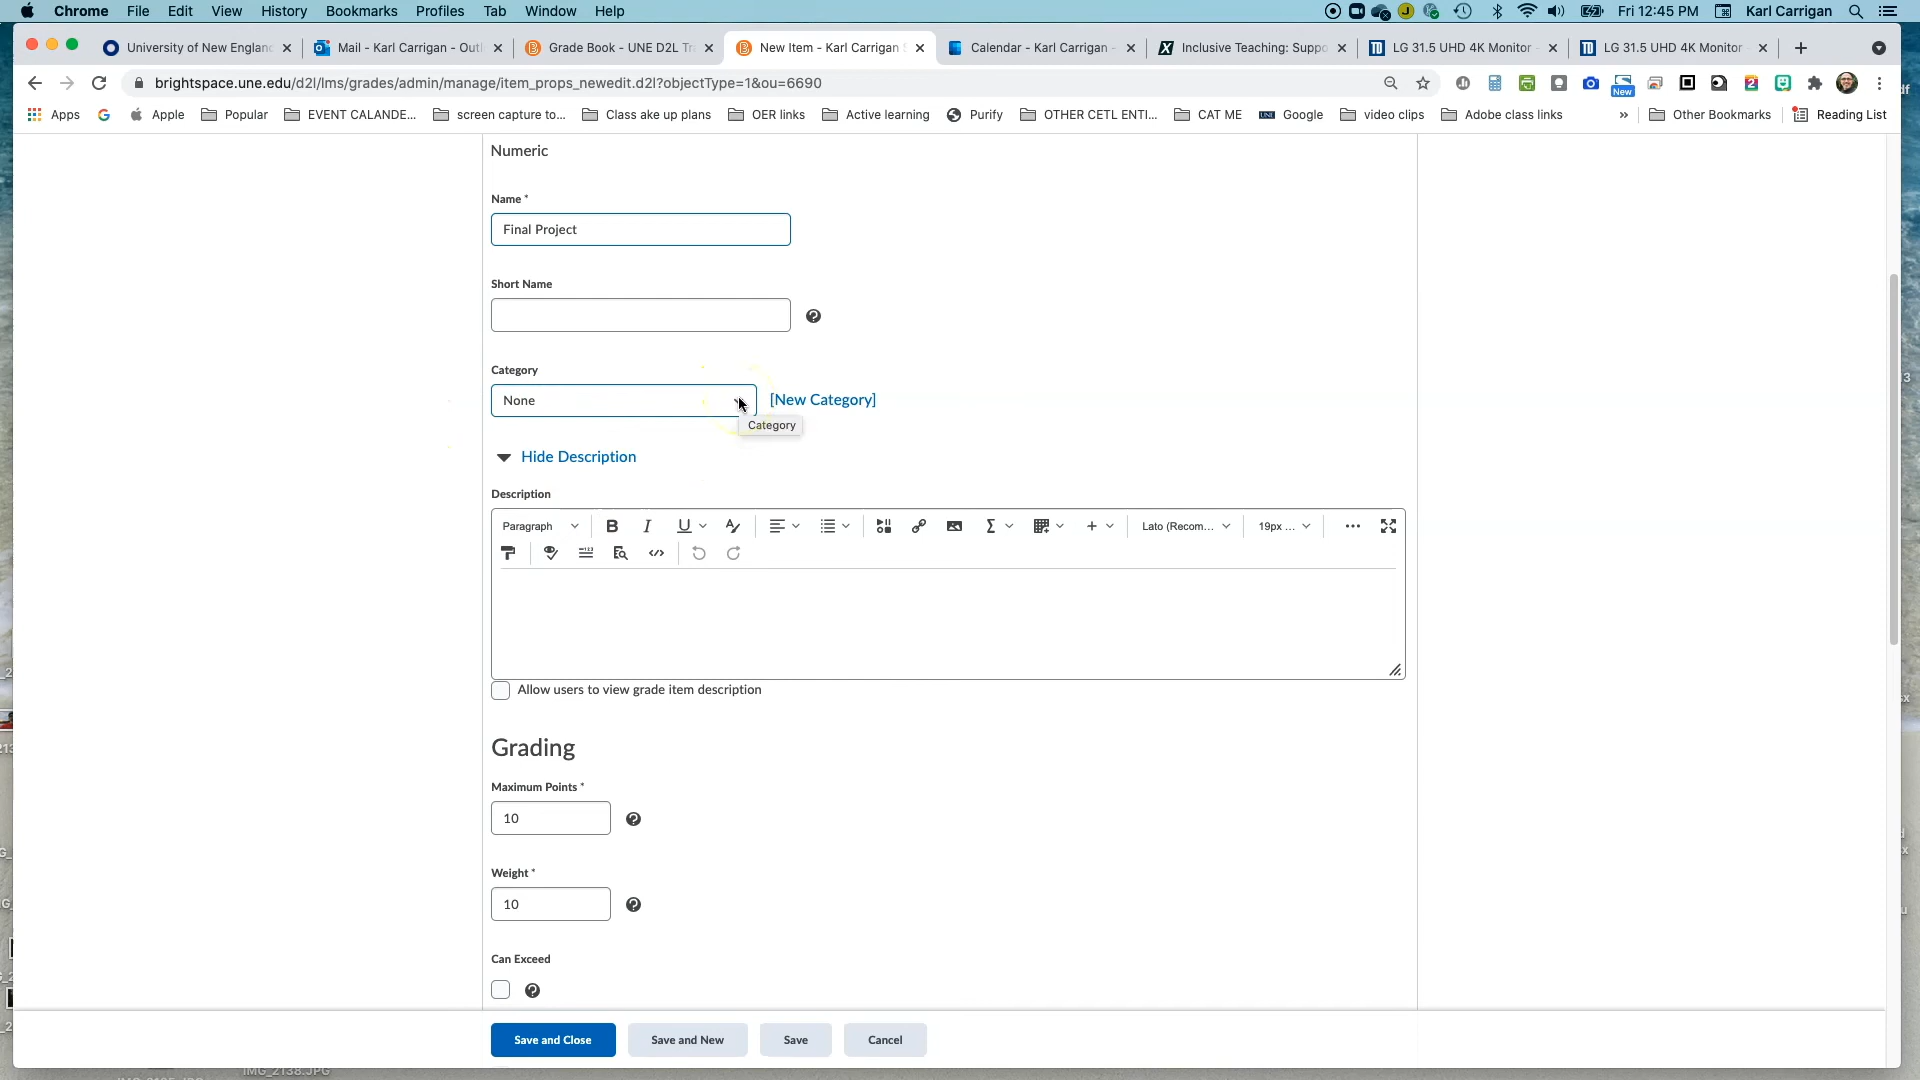 Chrome File Edit View History Bookmarks Profiles Tab Window Help Fri 12:45 PM Karl Carrigan
University of New England Mail - Karl Carrigan - Outl Grade Book - UNE D2L Tr New Item - Karl Carrigan S Calendar - Karl Carrigan - Inclusive Teaching: Suppo LG 31.5 UHD 4K Monitor - LG 31.5 UHD 4K Monitor -
brightspace.une.edu/d2l/lms/grades/admin/manage/item_props_newedit.d2l?objectType=1&ou=6690
New
Apps Apple Popular EVENT CALANDE... screen capture to... Class ake up plans OER links Active learning Purify OTHER CETL ENTI... CAT ME UNE Google video clips Adobe class links » Other Bookmarks Reading List
Numeric
Name *
Final Project
Short Name
Category
None [New Category]
Category
Hide Description
Description
Paragraph B I U Lato (Recom... 19px ...
Allow users to view grade item description
Grading
Maximum Points *
10
Weight *
10
Can Exceed
Save and Close Save and New Save Cancel
IMG_2138.JPG